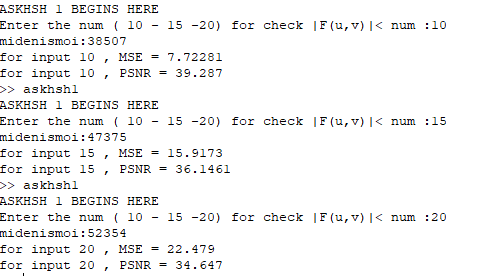 ASKHSH 1 BEGINS HERE
Enter the num ( 10 - 15 -20) for check |F(u,v)|< num :10
midenismoi:38507
for input 10 , MSE = 7.72281
for input 10 , PSNR = 39.287
>> askhsh1
ASKHSH 1 BEGINS HERE
Enter the num ( 10 - 15 -20) for check |F(u,v)|< num :15
midenismoi:47375
for input 15 , MSE = 15.9173
for input 15 , PSNR = 36.1461
>> askhsh1
ASKHSH 1 BEGINS HERE
Enter the num ( 10 - 15 -20) for check |F(u,v)|< num :20
midenismoi:52354
for input 20 , MSE = 22.479
for input 20 , PSNR = 34.647